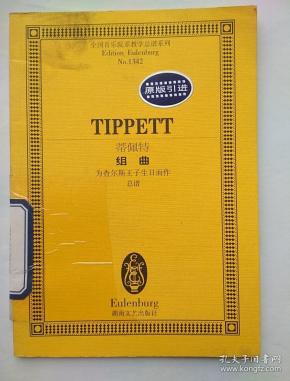 全国音乐院系教学总谱系列
Edition Eulenburg
No.1342
原版引进
TIPPETT
蒂佩特
组曲
为查尔斯王子生日而作
总谱
Eulenburg
湖南文艺出版社
孔夫子旧书网